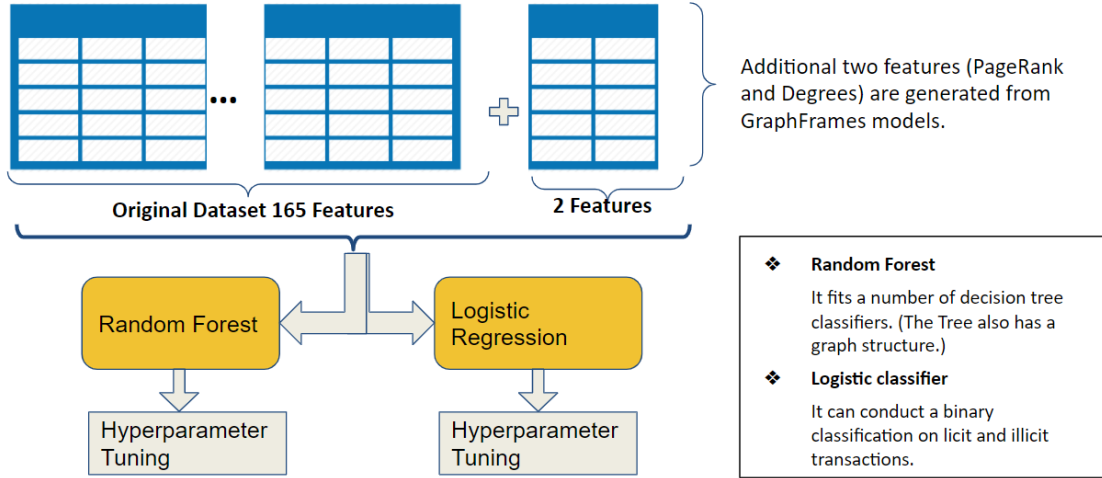 ...
Additional two features (PageRank
and Degrees) are generated from
GraphFrames models.
Original Dataset 165 Features
2 Features
Random Forest
Logistic
Regression
Hyperparameter
Tuning
Hyperparameter
Tuning
❖ Random Forest
It fits a number of decision tree
classifiers. (The Tree also has a
graph structure.)
❖ Logistic classifier
It can conduct a binary
classification on licit and illicit
transactions.